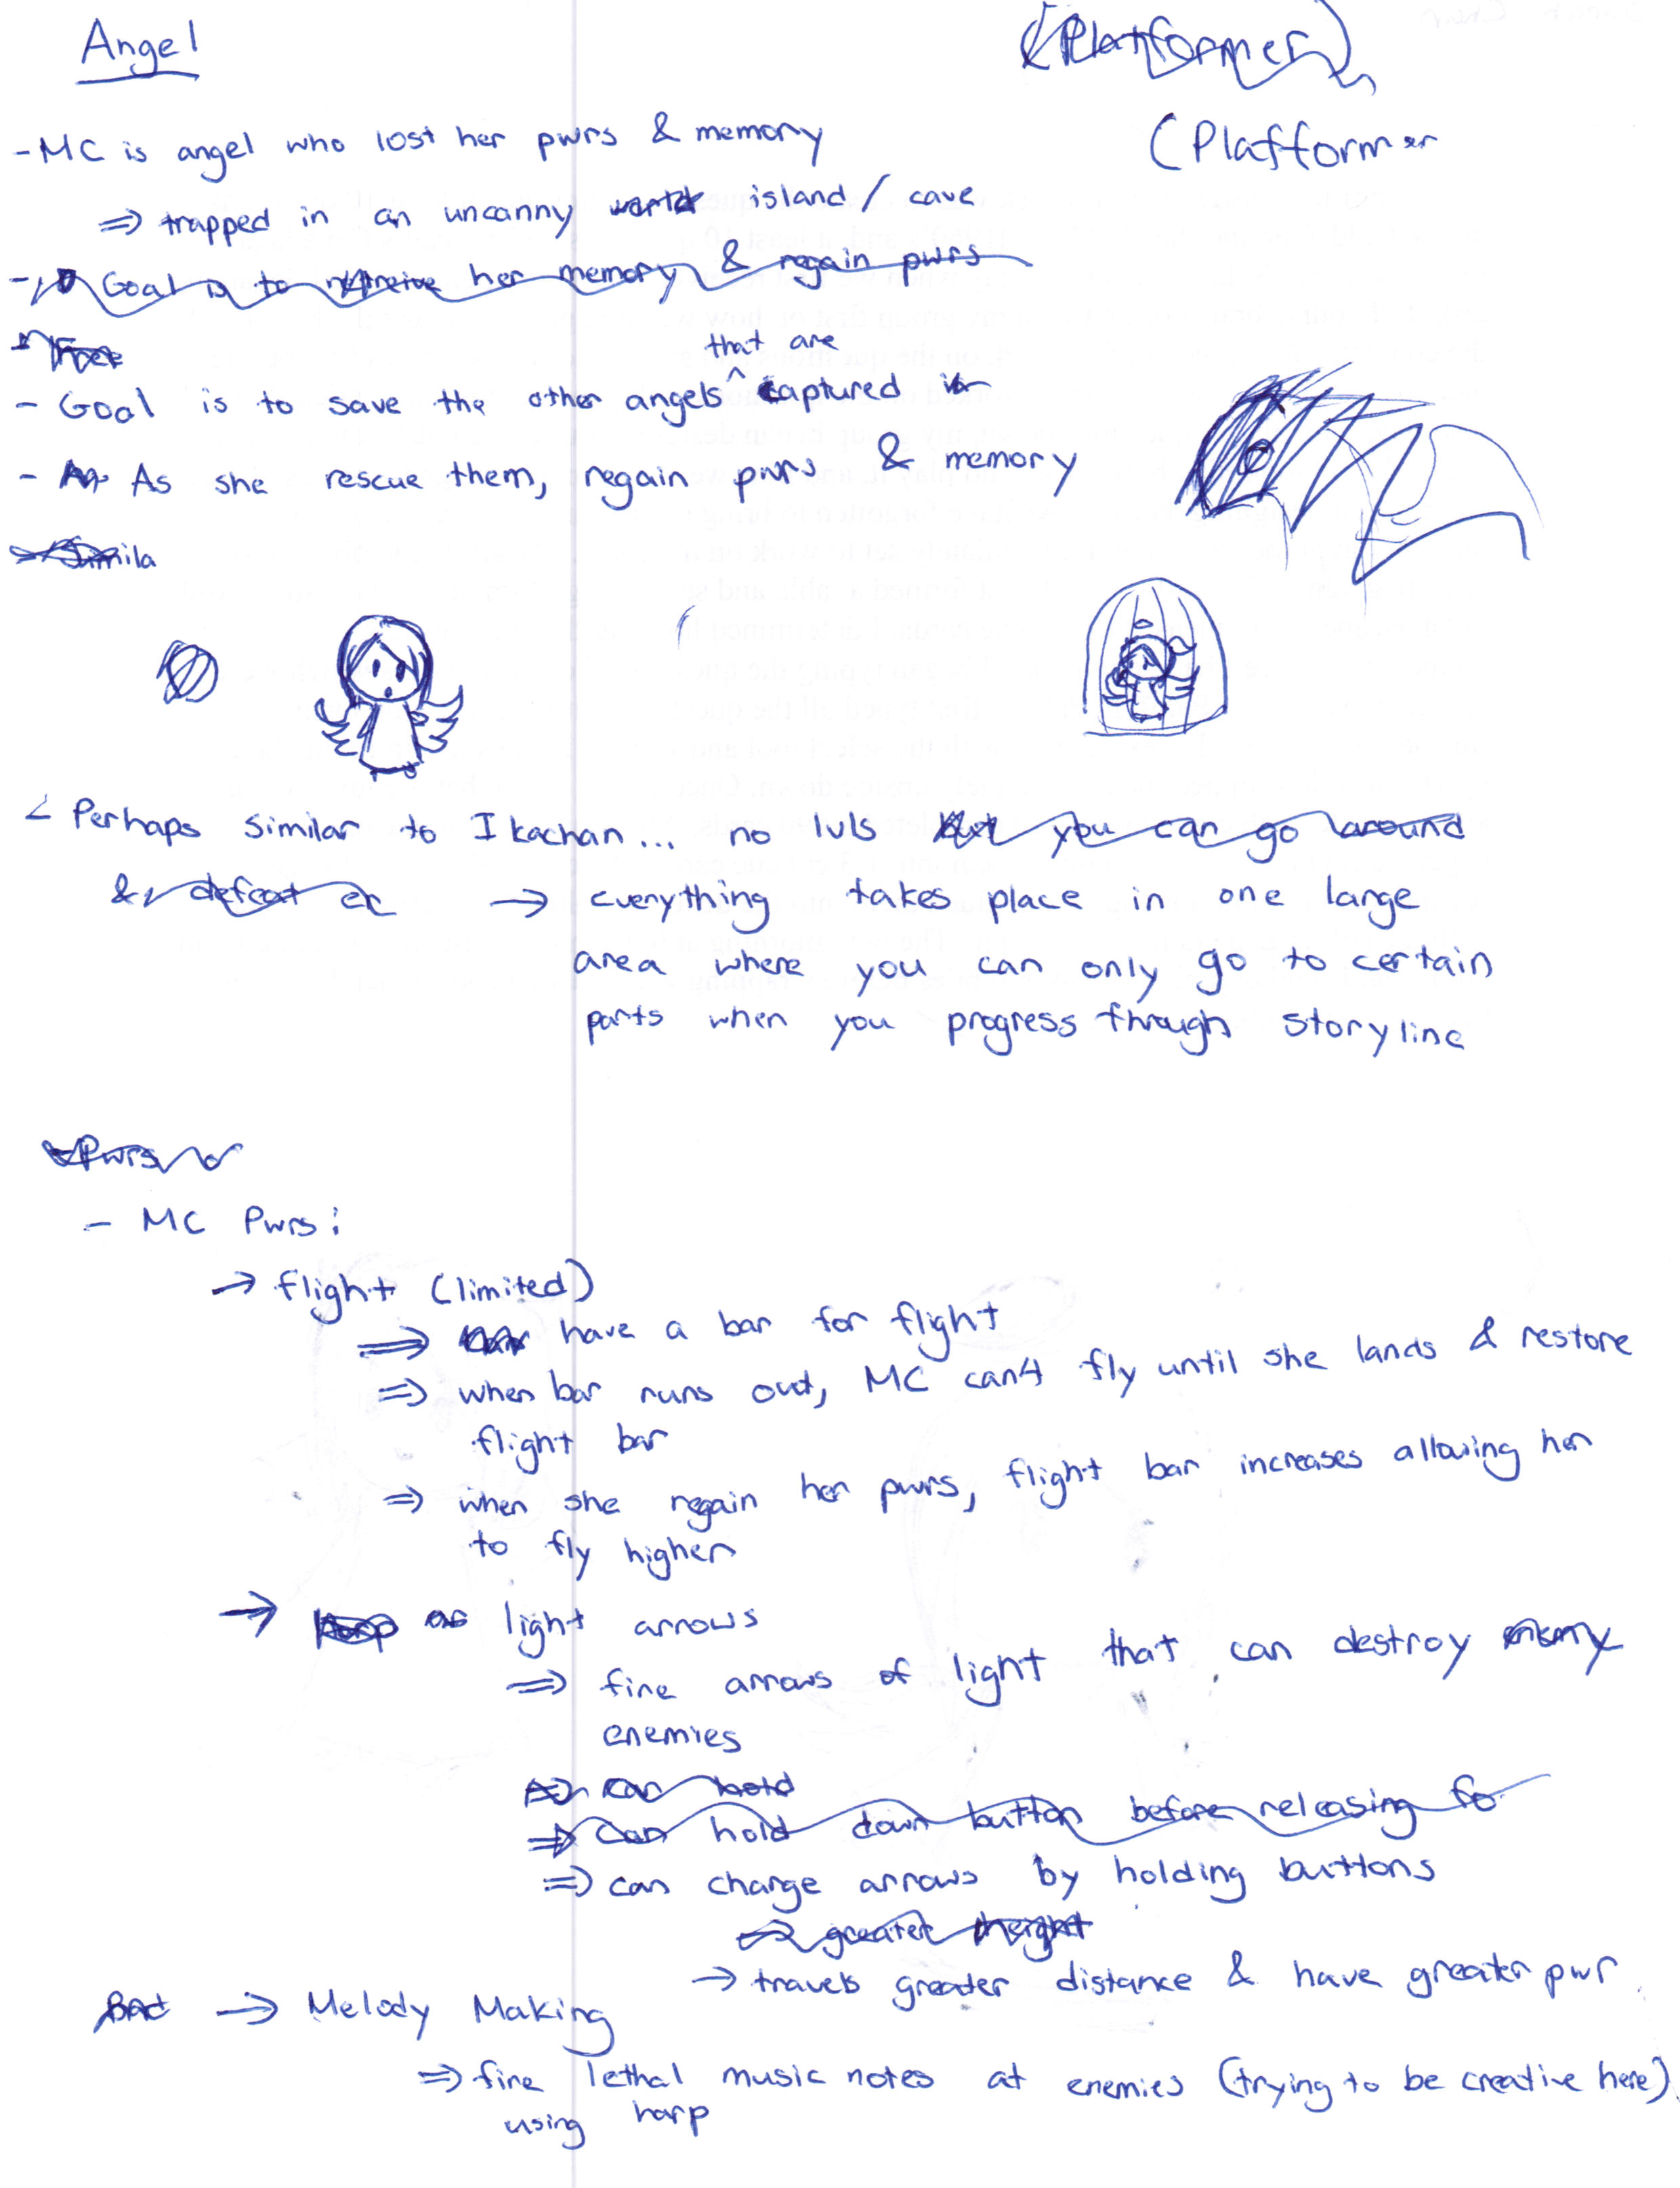 Angel
(Platformer)
(Platformer
- MC is angel who lost her pwrs & memory
⇒ trapped in an uncanny world island / cave
- Goal is to retreive her memory & regain pwrs
- Free
that are
- Goal is to save the other angels ^ captured in
- As she rescue them, regain pwrs & memory
- Simila
- Perhaps similar to Ikachan... no lvls but you can go around
& defeat en → everything takes place in one large
area where you can only go to certain
parts when you progress through storyline
- Pwrs
- MC Pwrs:
→ flight (limited)
⇒ have a bar for flight
⇒ when bar runs out, MC can't fly until she lands & restore
flight bar
⇒ when she regain her pwrs, flight bar increases allowing her
to fly higher
→ Harp light arrows
⇒ fire arrows of light that can destroy enemy
enemies
⇒ can hold
⇒ can hold down button before releasing fo
⇒ can charge arrows by holding buttons
→ greater height
→ travels greater distance & have greater pwr
→ Melody Making
⇒ fire lethal music notes at enemies (trying to be creative here)
using harp